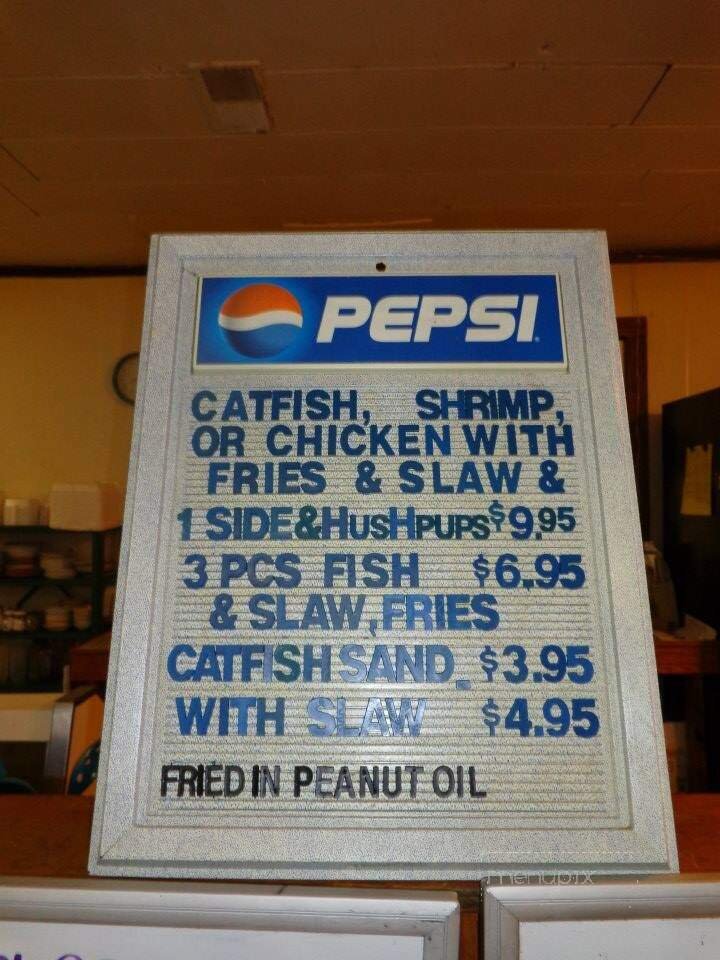 PEPSI
CATFISH, SHRIMP,
OR CHICKEN WITH
FRIES & SLAW &
1 SIDE&HUSHPUPS $9.95
3 PCS FISH $6.95
& SLAW, FRIES
CATFISH SAND. $3.95
WITH SLAW $4.95
FRIED IN PEANUT OIL
menupix